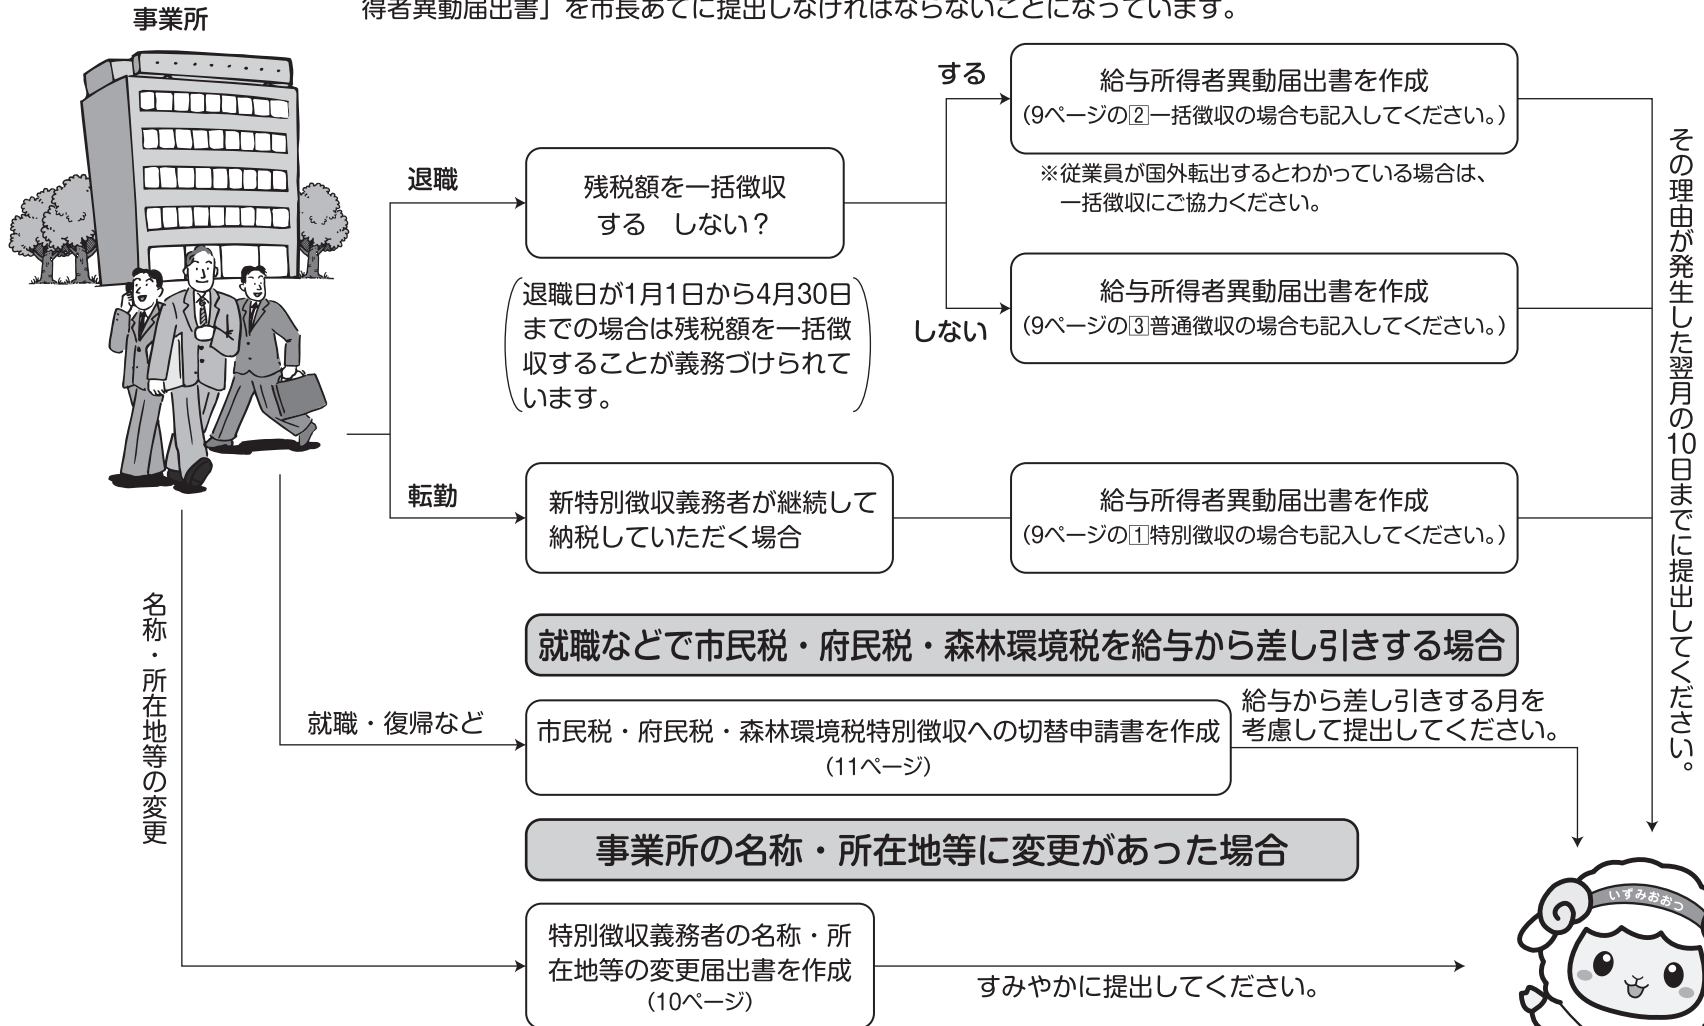 得者異動届出書」を市長あてに提出しなければならないことになっています。
事業所
退職
残税額を一括徴収
する　しない？
退職日が1月1日から4月30日
までの場合は残税額を一括徴
収することが義務づけられて
います。
する
給与所得者異動届出書を作成
（9ページの2一括徴収の場合も記入してください。）
※従業員が国外転出するとわかっている場合は、
一括徴収にご協力ください。
しない
給与所得者異動届出書を作成
（9ページの3普通徴収の場合も記入してください。）
転勤
新特別徴収義務者が継続して
納税していただく場合
給与所得者異動届出書を作成
（9ページの1特別徴収の場合も記入してください。）
その理由が発生した翌月の10日までに提出してください。
就職などで市民税・府民税・森林環境税を給与から差し引きする場合
就職・復帰など
市民税・府民税・森林環境税特別徴収への切替申請書を作成
（11ページ）
給与から差し引きする月を
考慮して提出してください。
事業所の名称・所在地等に変更があった場合
名称・所在地等の変更
特別徴収義務者の名称・所
在地等の変更届出書を作成
（10ページ）
すみやかに提出してください。
いずみおおつ